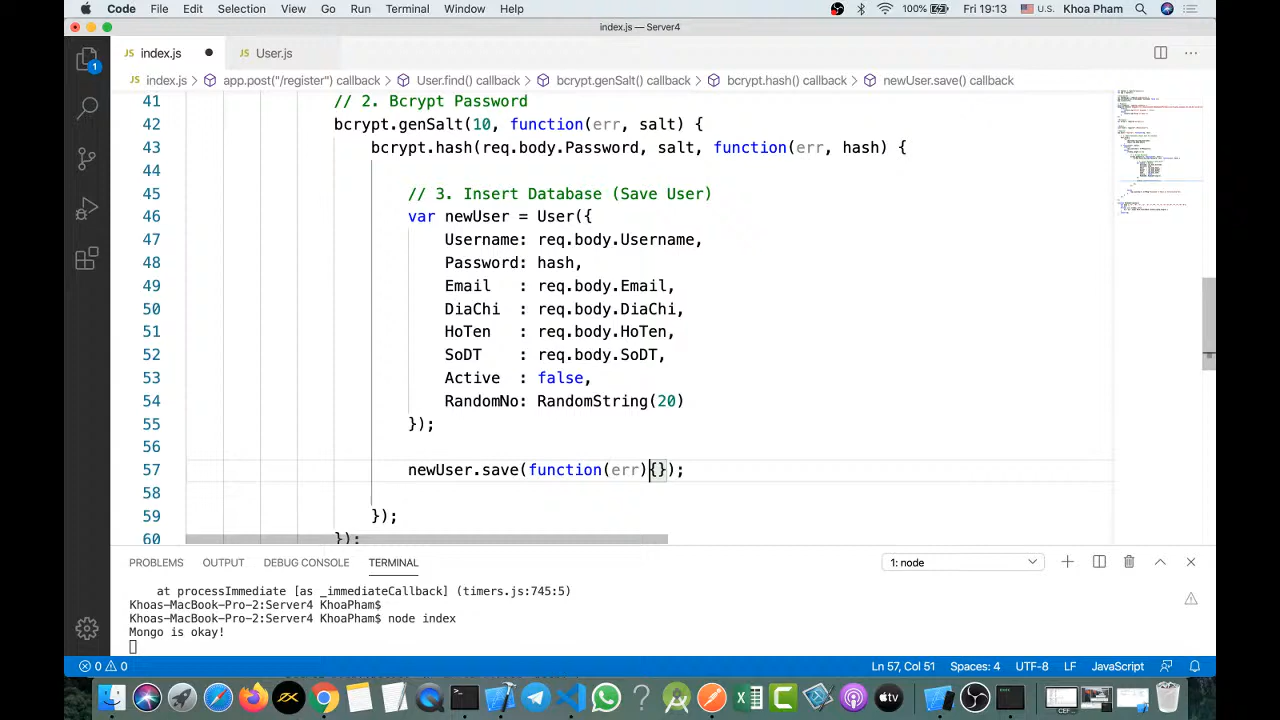 Code File Edit Selection View Go Run Terminal Window Help 100% Fri 19:13 U.S. Khoa Pham
index.js — Server4
JS index.js ● JS User.js
JS index.js > app.post("/register") callback > User.find() callback > bcrypt.genSalt() callback > bcrypt.hash() callback > newUser.save() callback
41 // 2. Bcrypt Password
42 bcrypt.genSalt(10, function(err, salt)
43 bcrypt.hash(req.body.Password, salt, function(err, hash) {
44
45 // 3. Insert Database (Save User)
46 var newUser = User({
47 Username: req.body.Username,
48 Password: hash,
49 Email : req.body.Email,
50 DiaChi : req.body.DiaChi,
51 HoTen : req.body.HoTen,
52 SoDT : req.body.SoDT,
53 Active : false,
54 RandomNo: RandomString(20)
55 });
56
57 newUser.save(function(err){});
58
59 });
60 });
1
PROBLEMS OUTPUT DEBUG CONSOLE TERMINAL 1: node
at processImmediate [as _immediateCallback] (timers.js:745:5)
Khoas-MacBook-Pro-2:Server4 KhoaPham$
Khoas-MacBook-Pro-2:Server4 KhoaPham$ node index
Mongo is okay!
0 0 Ln 57, Col 51 Spaces: 4 UTF-8 LF JavaScript